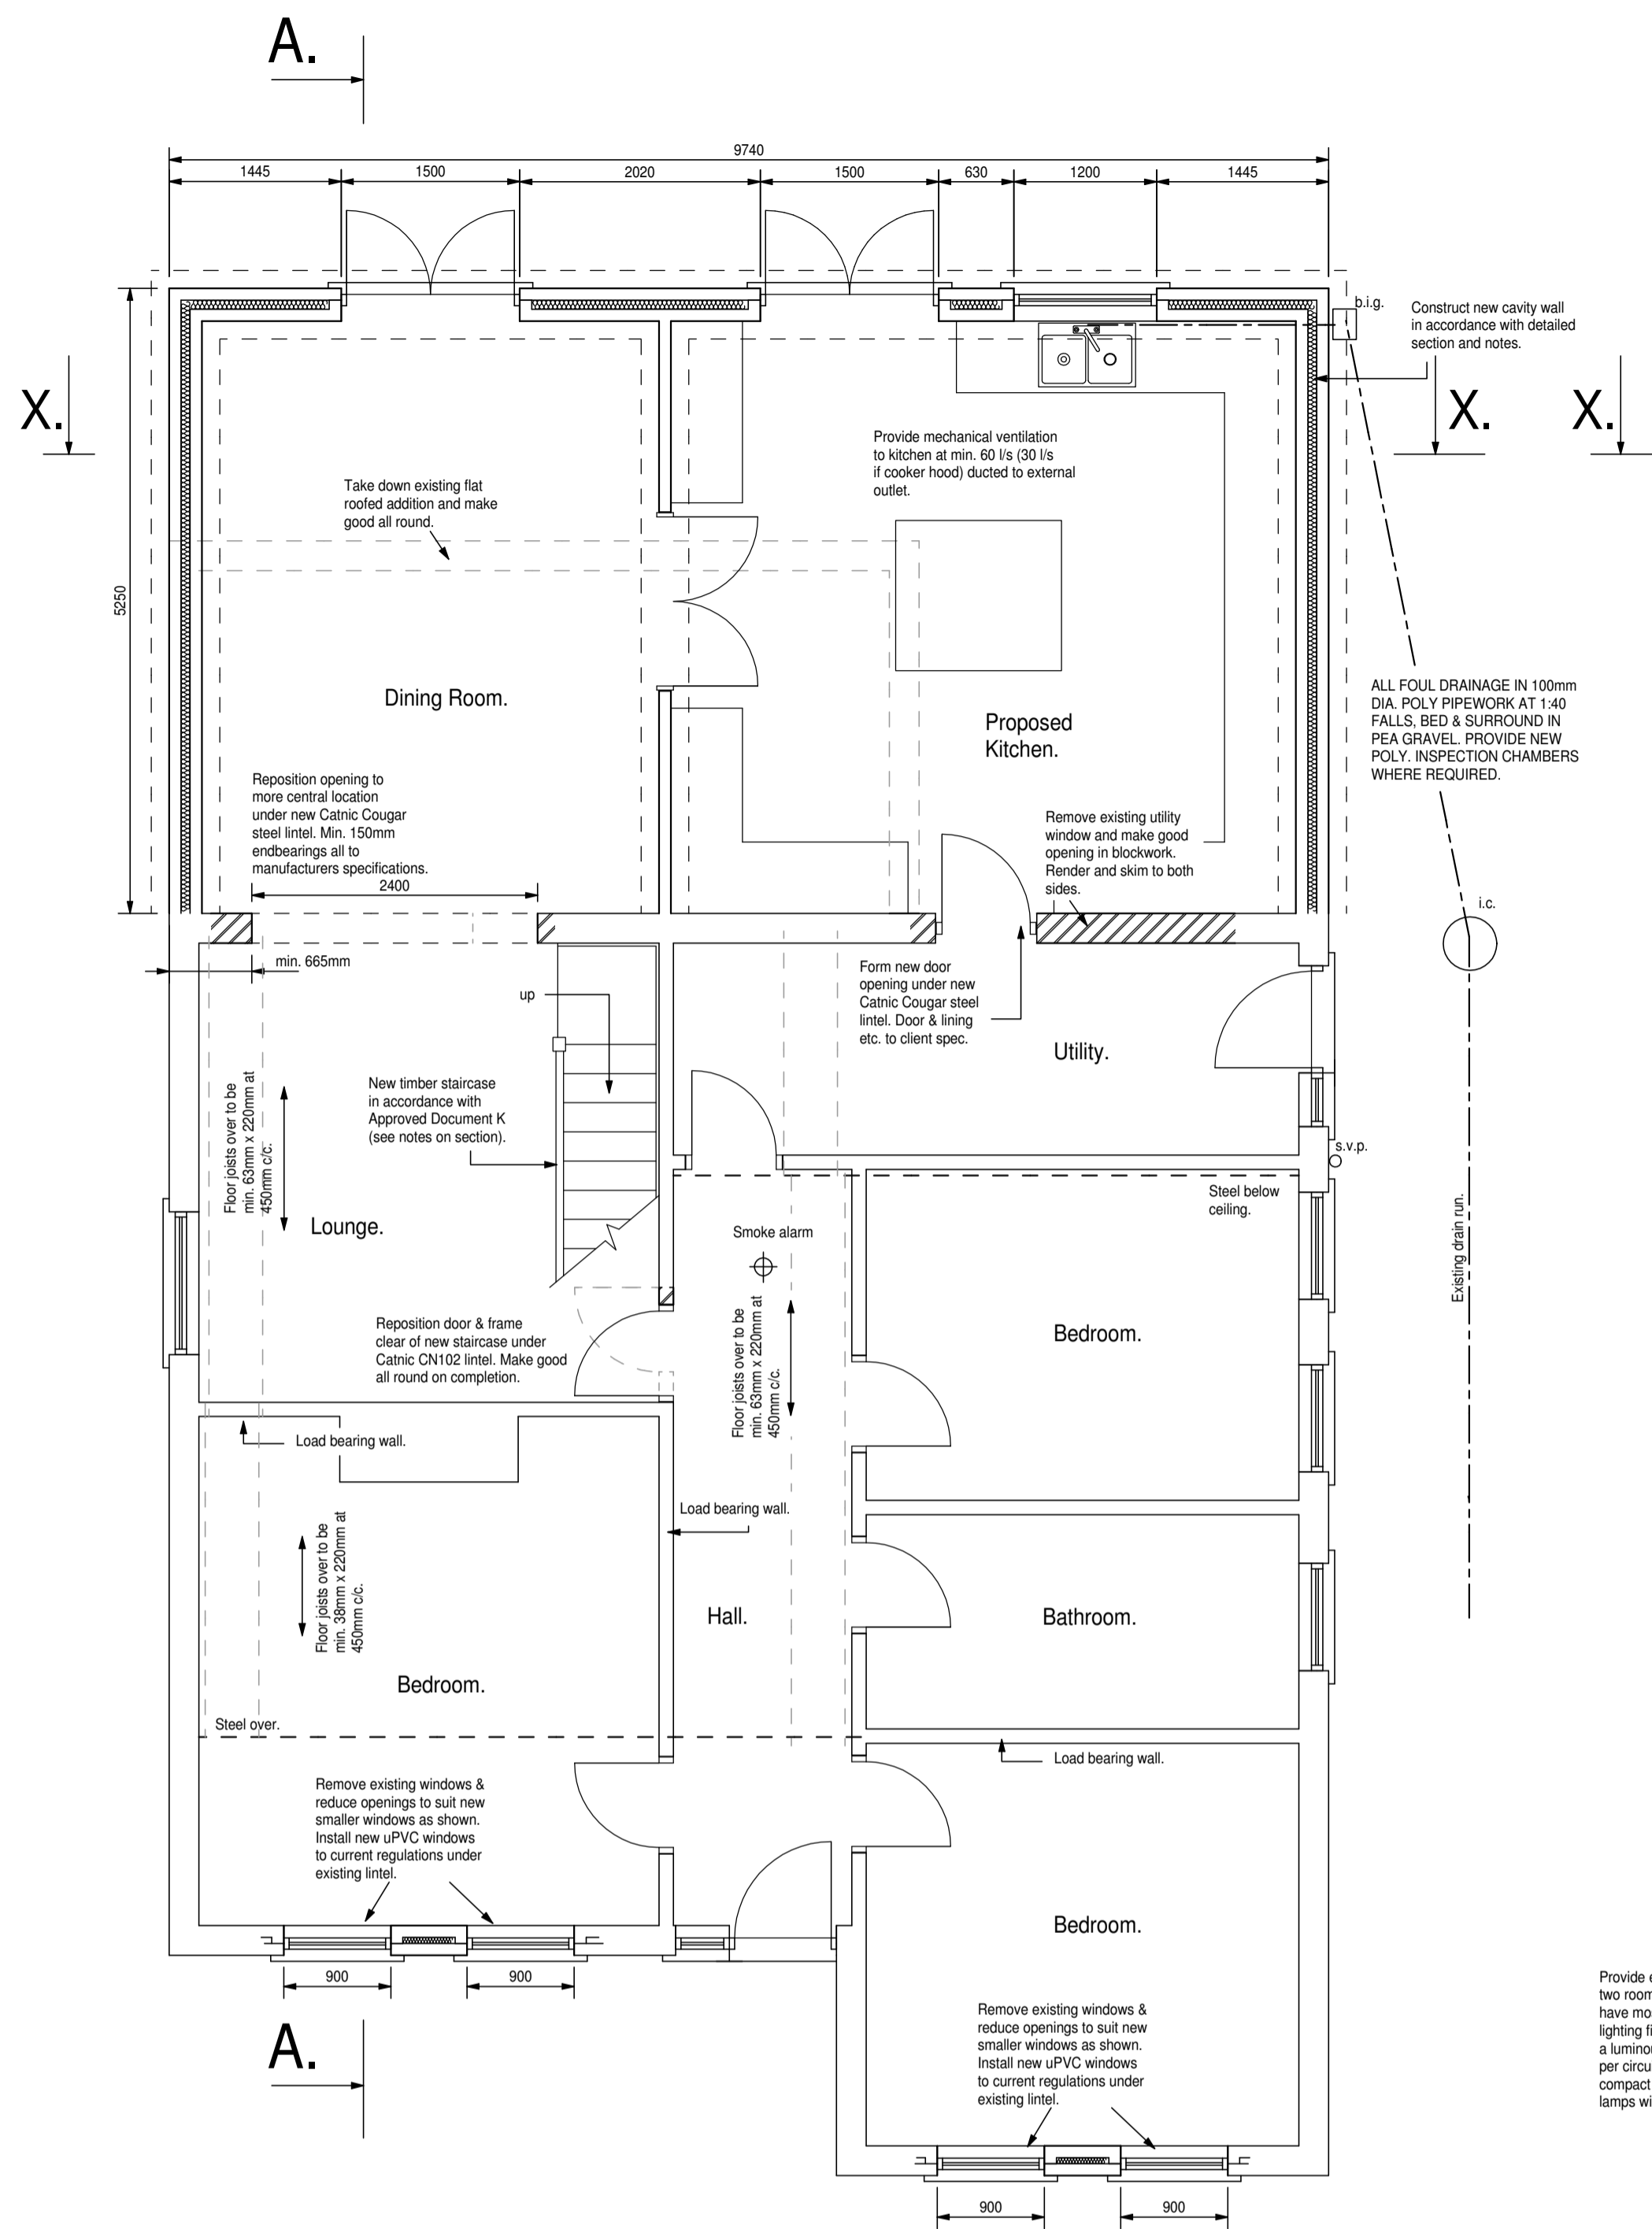 A.
9740
1445
1500
2020
1500
630
1200
1445
b.i.g.
Construct new cavity wall
in accordance with detailed
section and notes.
X.
X.
X.
Provide mechanical ventilation
to kitchen at min. 60 l/s (30 l/s
if cooker hood) ducted to external
outlet.
Take down existing flat
roofed addition and make
good all round.
5250
Dining Room.
Proposed
Kitchen.
ALL FOUL DRAINAGE IN 100mm
DIA. POLY PIPEWORK AT 1:40
FALLS, BED & SURROUND IN
PEA GRAVEL. PROVIDE NEW
POLY. INSPECTION CHAMBERS
WHERE REQUIRED.
Reposition opening to
more central location
under new Catnic Cougar
steel lintel. Min. 150mm
endbearings all to
manufacturers specifications.
2400
Remove existing utility
window and make good
opening in blockwork.
Render and skim to both
sides.
i.c.
min. 665mm
up
Form new door
opening under new
Catnic Cougar steel
lintel. Door & lining
etc. to client spec.
Utility.
New timber staircase
in accordance with
Approved Document K
(see notes on section).
Floor joists over to be
min. 63mm x 220mm at
450mm c/c.
s.v.p.
Steel below
ceiling.
Lounge.
Smoke alarm
Existing drain run.
Reposition door & frame
clear of new staircase under
Catnic CN102 lintel. Make good
all round on completion.
Floor joists over to be
min. 63mm x 220mm at
450mm c/c.
Bedroom.
Load bearing wall.
Load bearing wall.
Floor joists over to be
min. 38mm x 220mm at
450mm c/c.
Hall.
Bathroom.
Bedroom.
Steel over.
Load bearing wall.
Remove existing windows &
reduce openings to suit new
smaller windows as shown.
Install new uPVC windows
to current regulations under
existing lintel.
Bedroom.
900
900
A.
Remove existing windows &
reduce openings to suit new
smaller windows as shown.
Install new uPVC windows
to current regulations under
existing lintel.
900
900
Provide
two room
have mo
lighting fi
a luminou
per circu
compact
lamps wi